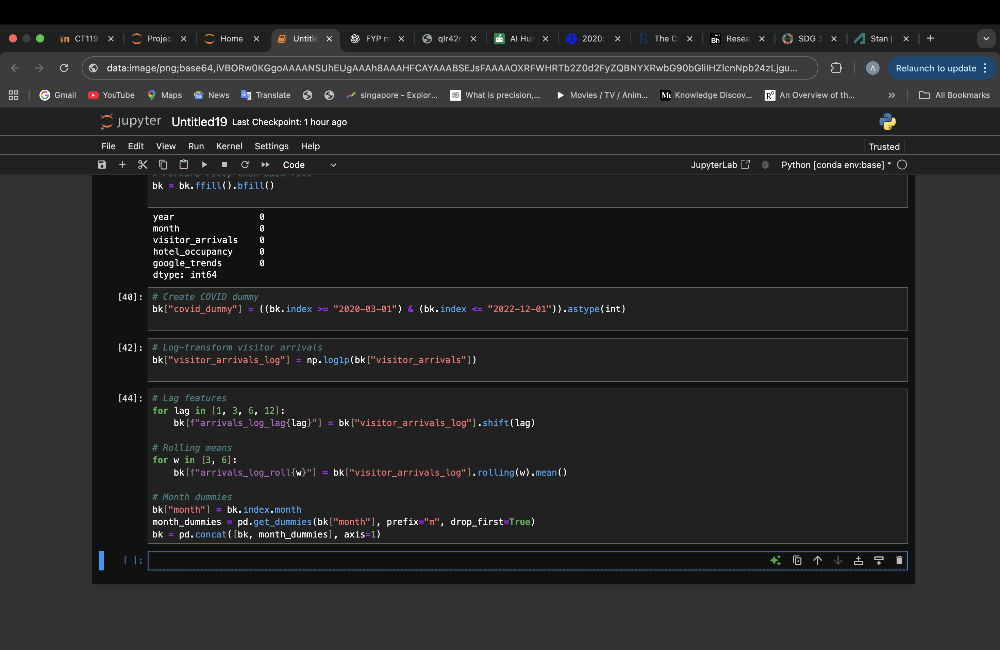 CT119
Projec
Home
Untitle
FYP m
qlr42r
AI Hur
2020:
B The C
107 Bh Resea
SDG 3
Stan |
data:image/png;base64,iVBORw0KGgoAAAANSUhEUgAAAh8AAAHFCAYAAABSEJsFAAAAOXRFWHRTb2Z0d2FyZQBNYXRwbG90bGliIHZlcnNpb24zLjgu...
A
Relaunch to update
Gmail
YouTube
Maps
News
Translate
singapore - Explor...
What is precision,...
Movies / TV / Anim...
Knowledge Discov...
An Overview of th...
All Bookmarks
jupyter Untitled19 Last Checkpoint: 1 hour ago
File Edit View Run Kernel Settings Help
Trusted
Code
JupyterLab
Python [conda env:base] *
# Forward fill, then back fill
bk = bk.ffill().bfill()
year 0
month 0
visitor_arrivals 0
hotel_occupancy 0
google_trends 0
dtype: int64
[40]: # Create COVID dummy
bk["covid_dummy"] = ((bk.index >= "2020-03-01") & (bk.index <= "2022-12-01")).astype(int)
[42]: # Log-transform visitor arrivals
bk["visitor_arrivals_log"] = np.log1p(bk["visitor_arrivals"])
[44]: # Lag features
for lag in [1, 3, 6, 12]:
    bk[f"arrivals_log_lag{lag}"] = bk["visitor_arrivals_log"].shift(lag)
# Rolling means
for w in [3, 6]:
    bk[f"arrivals_log_roll{w}"] = bk["visitor_arrivals_log"].rolling(w).mean()
# Month dummies
bk["month"] = bk.index.month
month_dummies = pd.get_dummies(bk["month"], prefix="m", drop_first=True)
bk = pd.concat([bk, month_dummies], axis=1)
[ ]: